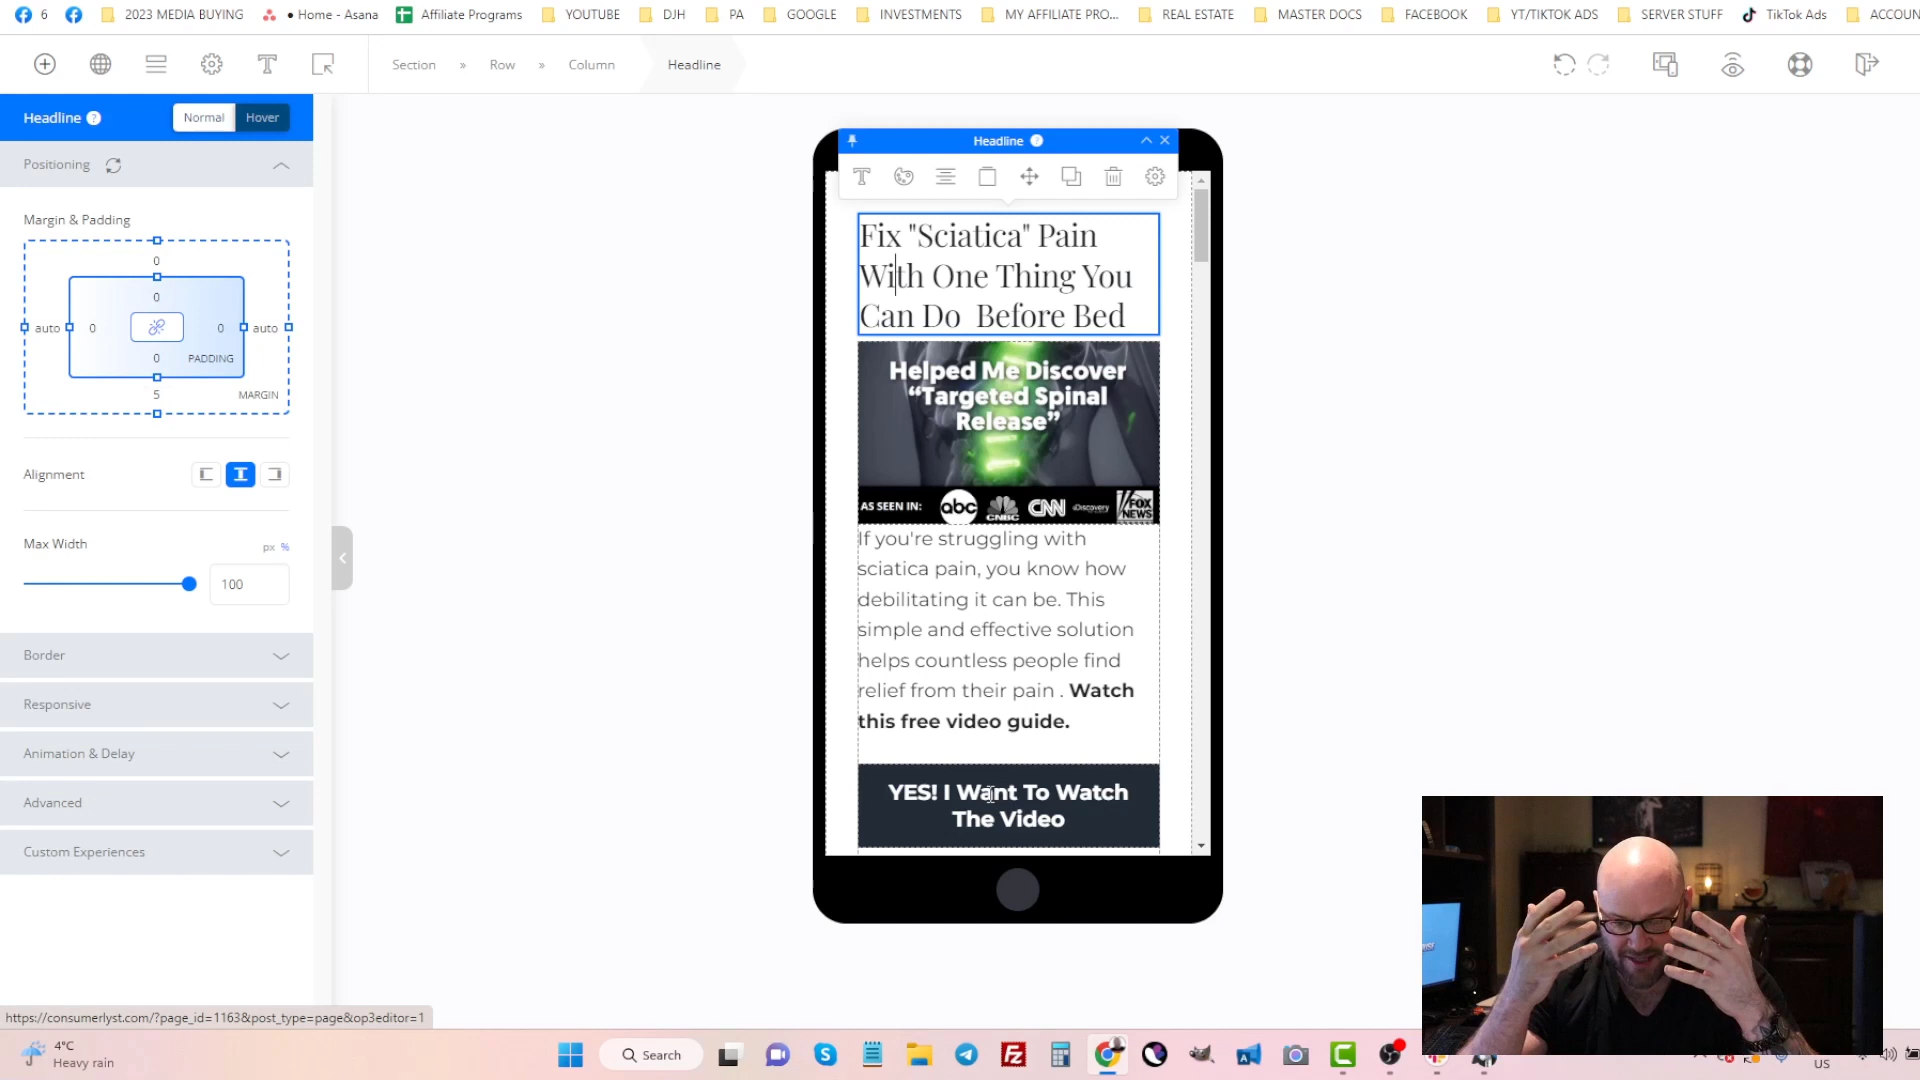 6
2023 MEDIA BUYING
• Home - Asana
Affiliate Programs
YOUTUBE
DJH
PA
GOOGLE
INVESTMENTS
MY AFFILIATE PRO...
REAL ESTATE
MASTER DOCS
FACEBOOK
YT/TIKTOK ADS
SERVER STUFF
TikTok Ads
ACCOUN
Section » Row » Column Headline
Headline ? Normal Hover
Positioning
Margin & Padding
0
0
auto 0 0 auto
0 PADDING
5 MARGIN
Alignment
Max Width px %
100
Border
Responsive
Animation & Delay
Advanced
Custom Experiences
Headline ?
Fix "Sciatica" Pain
With One Thing You
Can Do Before Bed
Helped Me Discover
“Targeted Spinal
Release”
AS SEEN IN: abc CNBC CNN Discovery FOX NEWS
If you're struggling with
sciatica pain, you know how
debilitating it can be. This
simple and effective solution
helps countless people find
relief from their pain . Watch
this free video guide.
YES! I Want To Watch
The Video
https://consumerlyst.com/?page_id=1163&post_type=page&op3editor=1
4°C
Heavy rain
Search
US